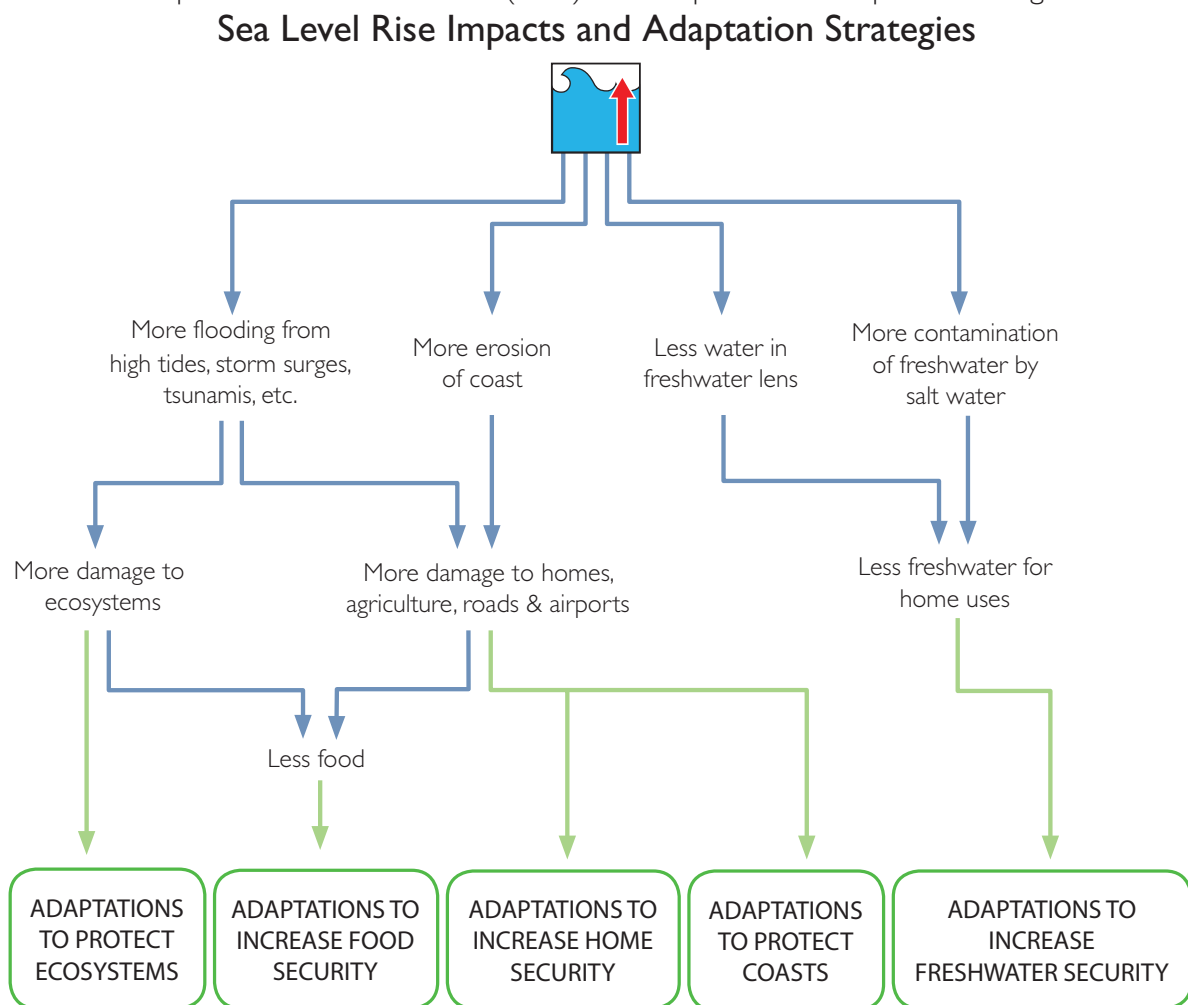 Sea Level Rise Impacts and Adaptation Strategies
More flooding from
high tides, storm surges,
tsunamis, etc.
More erosion
of coast
Less water in
freshwater lens
More contamination
of freshwater by
salt water
More damage to
ecosystems
More damage to homes,
agriculture, roads & airports
Less freshwater for
home uses
Less food
ADAPTATIONS
TO PROTECT
ECOSYSTEMS
ADAPTATIONS TO
INCREASE FOOD
SECURITY
ADAPTATIONS TO
INCREASE HOME
SECURITY
ADAPTATIONS
TO PROTECT
COASTS
ADAPTATIONS TO
INCREASE
FRESHWATER SECURITY